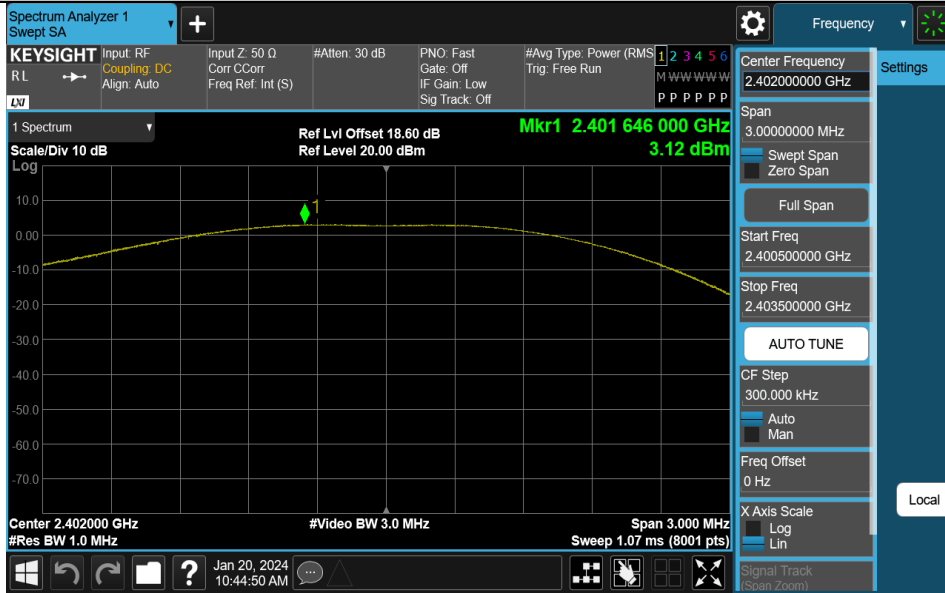 Spectrum Analyzer 1
Swept SA
+
Frequency
KEYSIGHT
R L
LXI
Input: RF
Coupling: DC
Align: Auto
Input Z: 50 Ω
Corr CCorr
Freq Ref: Int (S)
#Atten: 30 dB
PNO: Fast
Gate: Off
IF Gain: Low
Sig Track: Off
#Avg Type: Power (RMS
Trig: Free Run
1 2 3 4 5 6
M W W W W W
P P P P P P
1 Spectrum
Scale/Div 10 dB
Log
Ref Lvl Offset 18.60 dB
Ref Level 20.00 dBm
Mkr1 2.401 646 000 GHz
3.12 dBm
1
10.0
0.00
-10.0
-20.0
-30.0
-40.0
-50.0
-60.0
-70.0
Center 2.402000 GHz
#Res BW 1.0 MHz
#Video BW 3.0 MHz
Span 3.000 MHz
Sweep 1.07 ms (8001 pts)
Center Frequency
2.402000000 GHz
Span
3.00000000 MHz
Swept Span
Zero Span
Full Span
Start Freq
2.400500000 GHz
Stop Freq
2.403500000 GHz
AUTO TUNE
CF Step
300.000 kHz
Auto
Man
Freq Offset
0 Hz
X Axis Scale
Log
Lin
Signal Track
(Span Zoom)
Settings
Local
?
Jan 20, 2024
10:44:50 AM